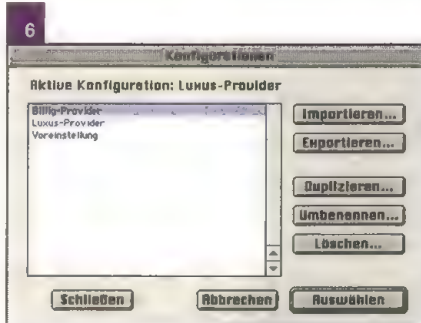 6
Konfigurationen
Aktive Konfiguration: Luxus-Provider
Billig-Provider
Luxus-Provider
Voreinstellung
Importieren...
Exportieren...
Duplizieren...
Umbenennen...
Löschen...
Schließen
Abbrechen
Auswählen